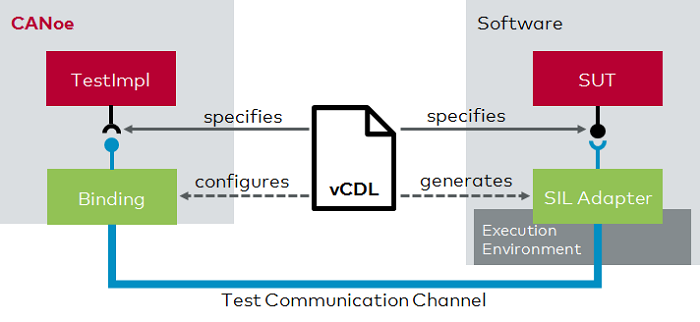 CANoe
Software
TestImpl
SUT
specifies
specifies
vCDL
configures
generates
Binding
SIL Adapter
Execution
Environment
Test Communication Channel